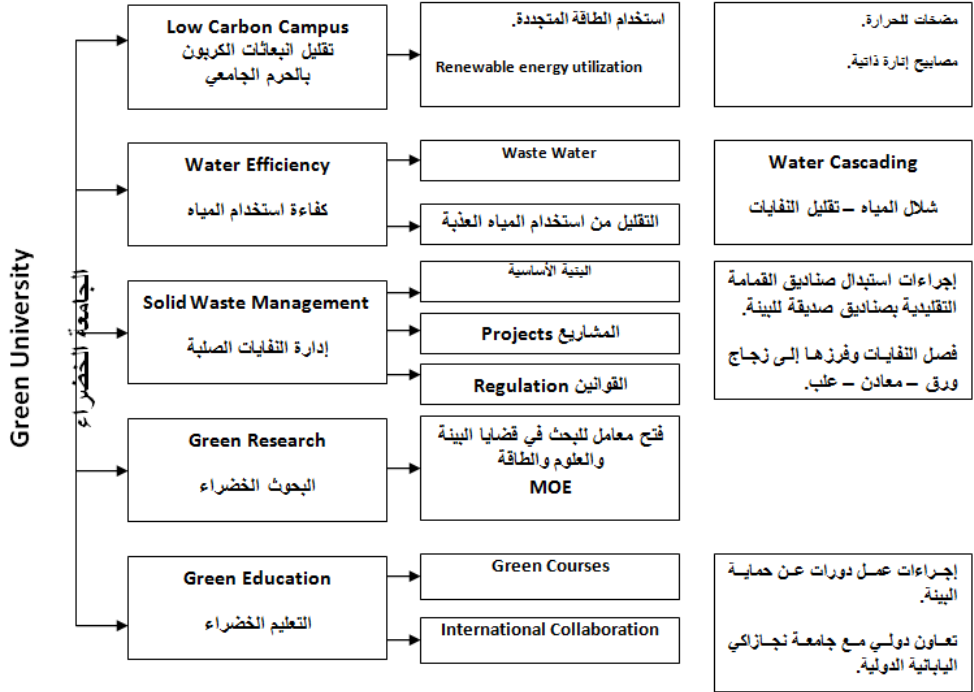 Green University
الجامعة الخضراء
Low Carbon Campus
تقليل انبعاثات الكربون
بالحرم الجامعي
استخدام الطاقة المتجددة.
Renewable energy utilization
مضخات للحرارة.
مصابيح إنارة ذاتية.
Water Efficiency
كفاءة استخدام المياه
Waste Water
التقليل من استخدام المياه العذبة
Water Cascading
شلال المياه – تقليل النفايات
Solid Waste Management
إدارة النفايات الصلبة
البنية الأساسية
المشاريع Projects
القوانين Regulation
إجراءات استبدال صناديق القمامة
التقليدية بصناديق صديقة للبيئة.
فصل النفايات وفرزها إلى زجاج
ورق – معادن – علب.
Green Research
البحوث الخضراء
فتح معامل للبحث في قضايا البيئة
والعلوم والطاقة
MOE
Green Education
التعليم الخضراء
Green Courses
International Collaboration
إجراءات عمل دورات عن حماية
البيئة.
تعاون دولي مع جامعة نجازاكي
اليابانية الدولية.